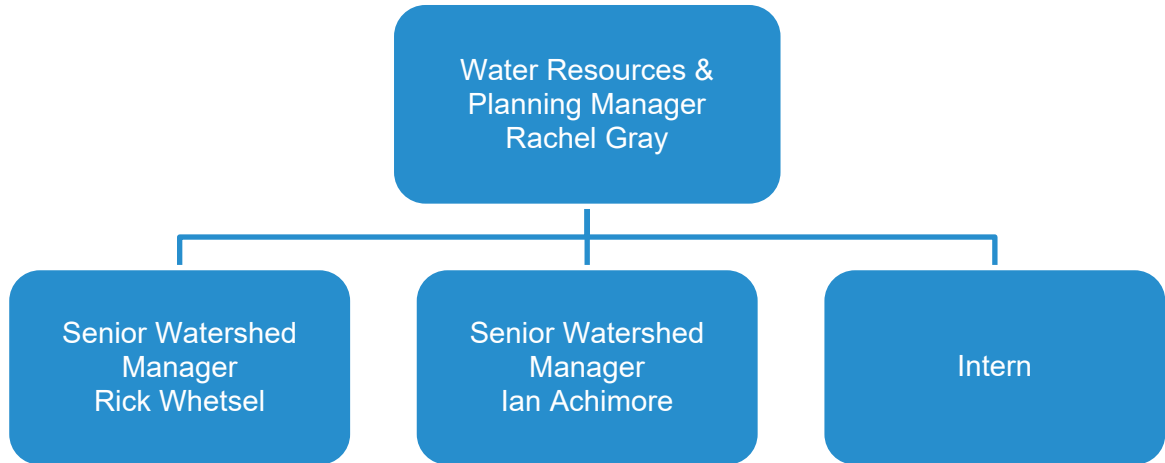 Water Resources &
Planning Manager
Rachel Gray
Senior Watershed
Manager
Rick Whetsel
Senior Watershed
Manager
Ian Achimore
Intern